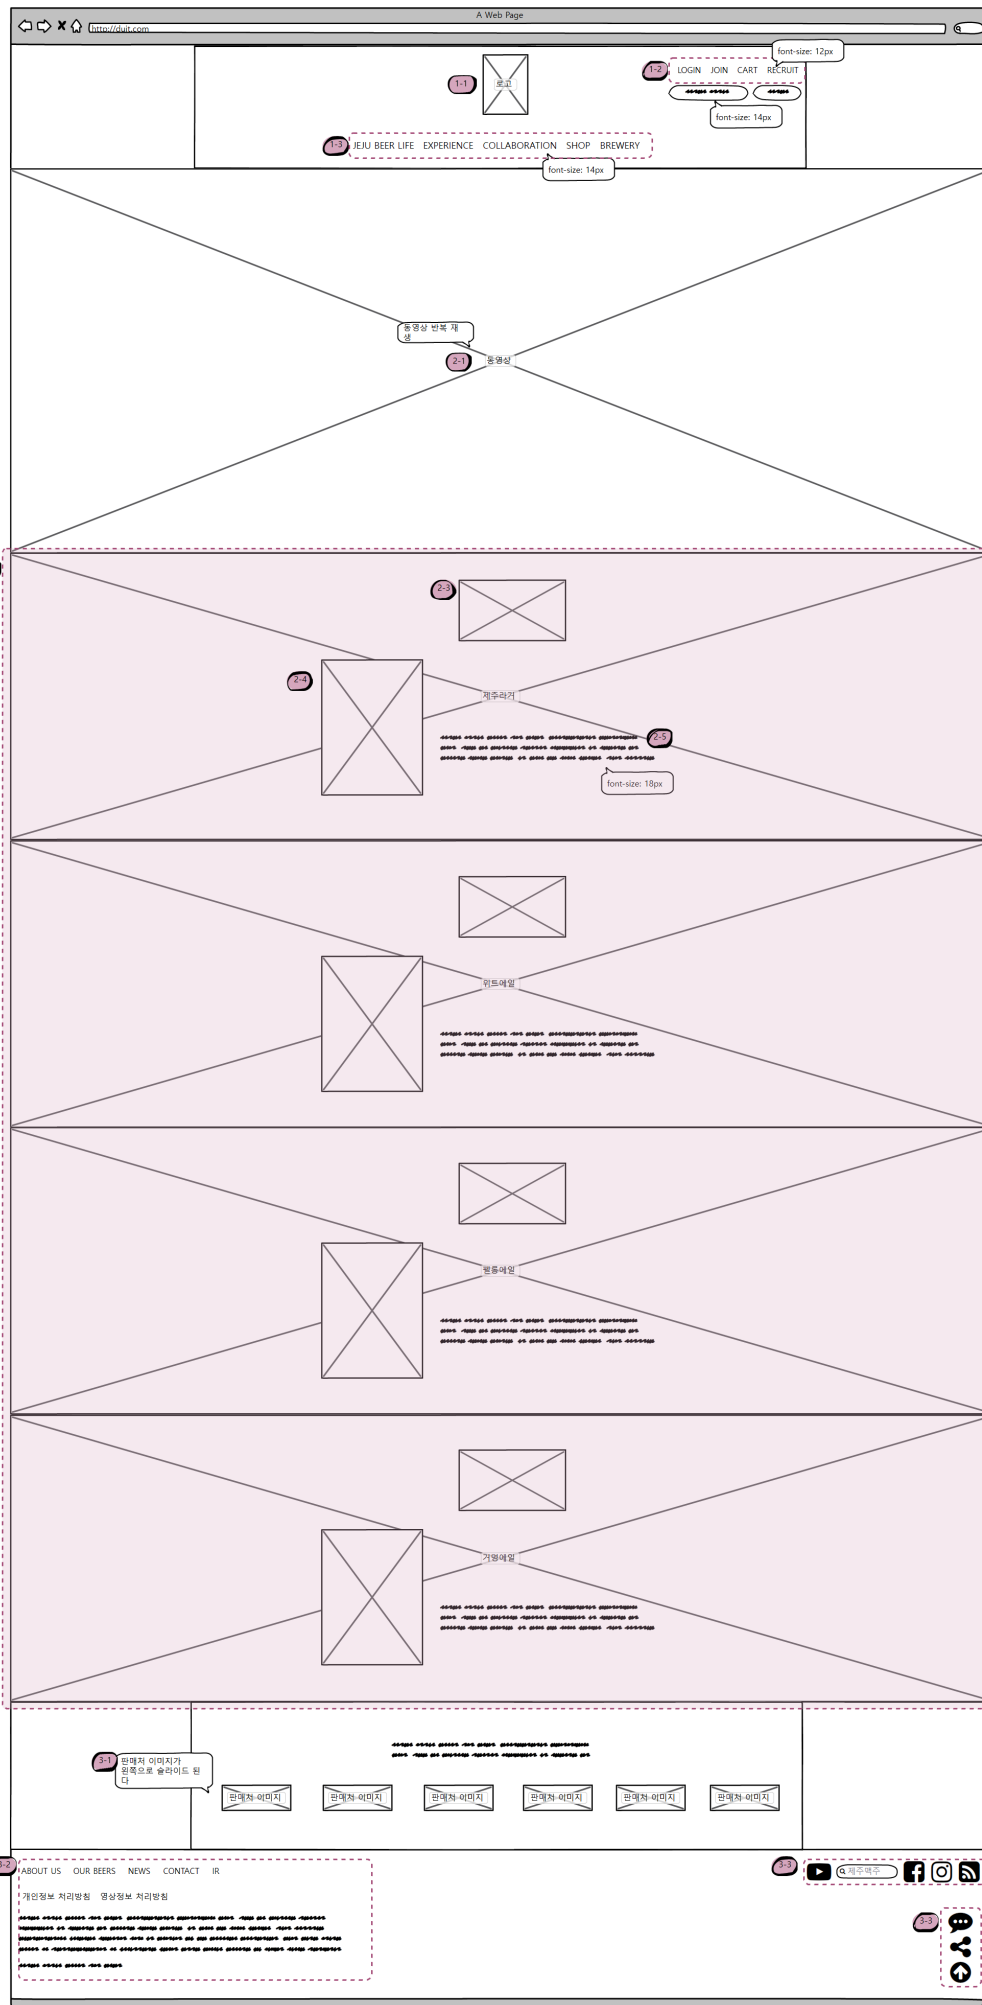 A Web Page
http://duit.com
font-size: 12px
1-1
로고
1-2
LOGIN JOIN CART RECRUIT
font-size: 14px
1-3
JEJU BEER LIFE EXPERIENCE COLLABORATION SHOP BREWERY
font-size: 14px
동영상 반복 재
생
2-1
동영상
2-3
2-4
제주라거
2-5
font-size: 18px
위트에일
펠롱에일
거멍에일
3-1
판매처 이미지가
왼쪽으로 슬라이드 된
다
판매처 이미지 판매처 이미지 판매처 이미지 판매처 이미지 판매처 이미지 판매처 이미지
3-2
ABOUT US OUR BEERS NEWS CONTACT IR
3-3
제주맥주
개인정보 처리방침 영상정보 처리방침
3-3